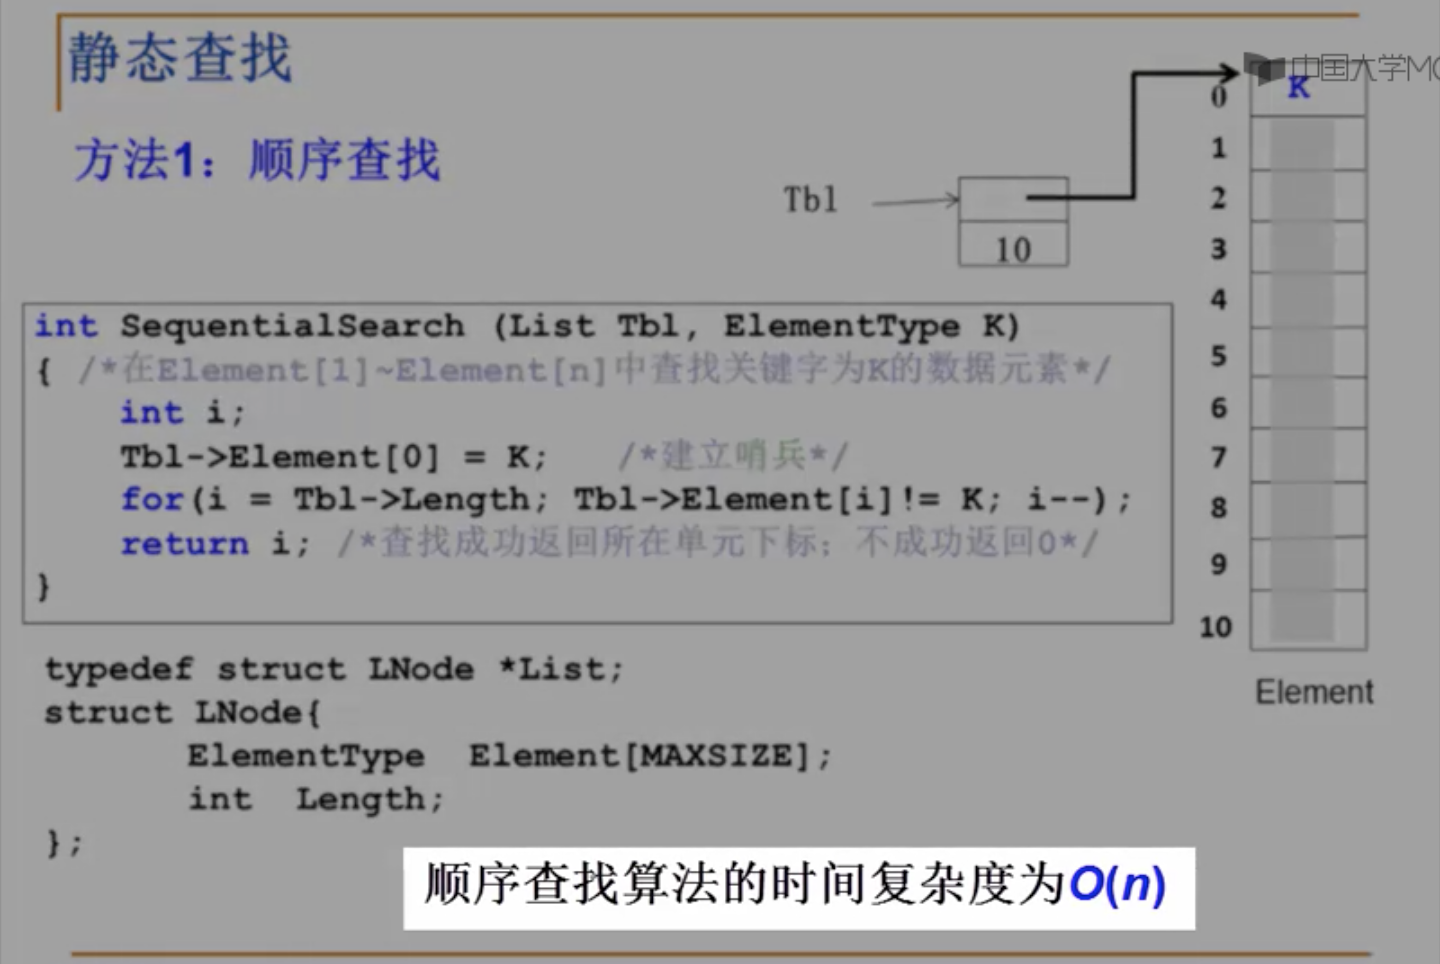 静态查找
中国大学MO
方法1：顺序查找
Tbl
10
K
0
1
2
3
4
5
6
7
8
9
10
Element
int SequentialSearch (List Tbl, ElementType K)
{ /*在Element[1]~Element[n]中查找关键字为K的数据元素*/
int i;
Tbl->Element[0] = K; /*建立哨兵*/
for(i = Tbl->Length; Tbl->Element[i]!= K; i--);
return i; /*查找成功返回所在单元下标；不成功返回0*/
}
typedef struct LNode *List;
struct LNode{
ElementType Element[MAXSIZE];
int Length;
};
顺序查找算法的时间复杂度为O(n)